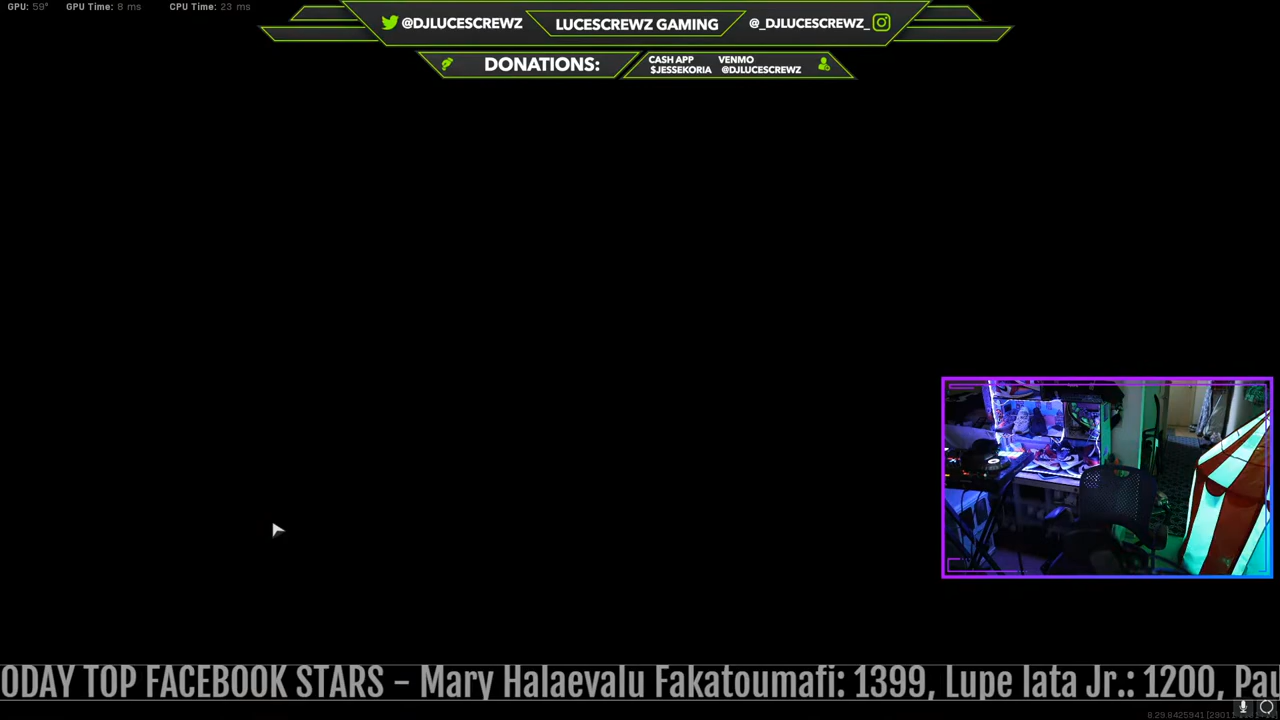 GPU: 59° GPU Time: 8 ms CPU Time: 23 ms
@DJLUCESCREWZ
LUCESCREWZ GAMING
@_DJLUCESCREWZ_
DONATIONS:
CASH APP
$JESSEKORIA
VENMO
@DJLUCESCREWZ
ODAY TOP FACEBOOK STARS - Mary Halaevalu Fakatoumafi: 1399, Lupe Iata Jr.: 1200, Pau